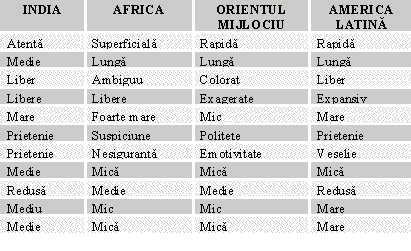 INDIA AFRICA ORIENTUL MIJLOCIU AMERICA LATINĂ
Atentă Superficială Rapidă Rapidă
Medie Lungă Lungă Lungă
Liber Ambiguu Colorat Liber
Libere Libere Exagerate Expansiv
Mare Foarte mare Mic Mare
Prietenie Suspiciune Politete Prietenie
Prietenie Nesigurantă Emotivitate Veselie
Medie Mică Mică Mică
Redusă Medie Medie Redusă
Mediu Mic Mic Mare
Medie Mică Mică Mare